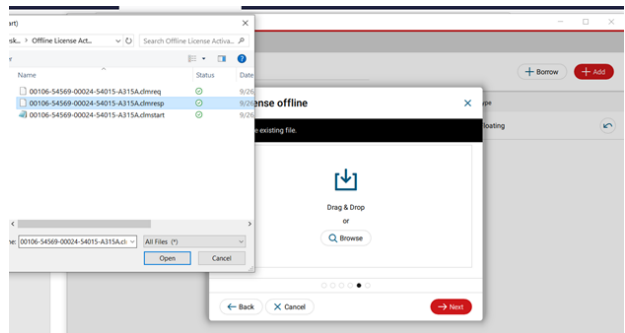 art)
Offline License Act...
Search Offline License Activa...
Name
Status
Date
00106-54569-00024-54015-A315A.clmreq
9/26
00106-54569-00024-54015-A315A.clmresp
9/26
00106-54569-00024-54015-A315A.clmstart
9/26
00106-54569-00024-54015-A315A.cl
All Files (*)
Open
Cancel
Borrow
Add
ense offline
ype
existing file.
loating
Drag & Drop
or
Browse
Back
Cancel
Next